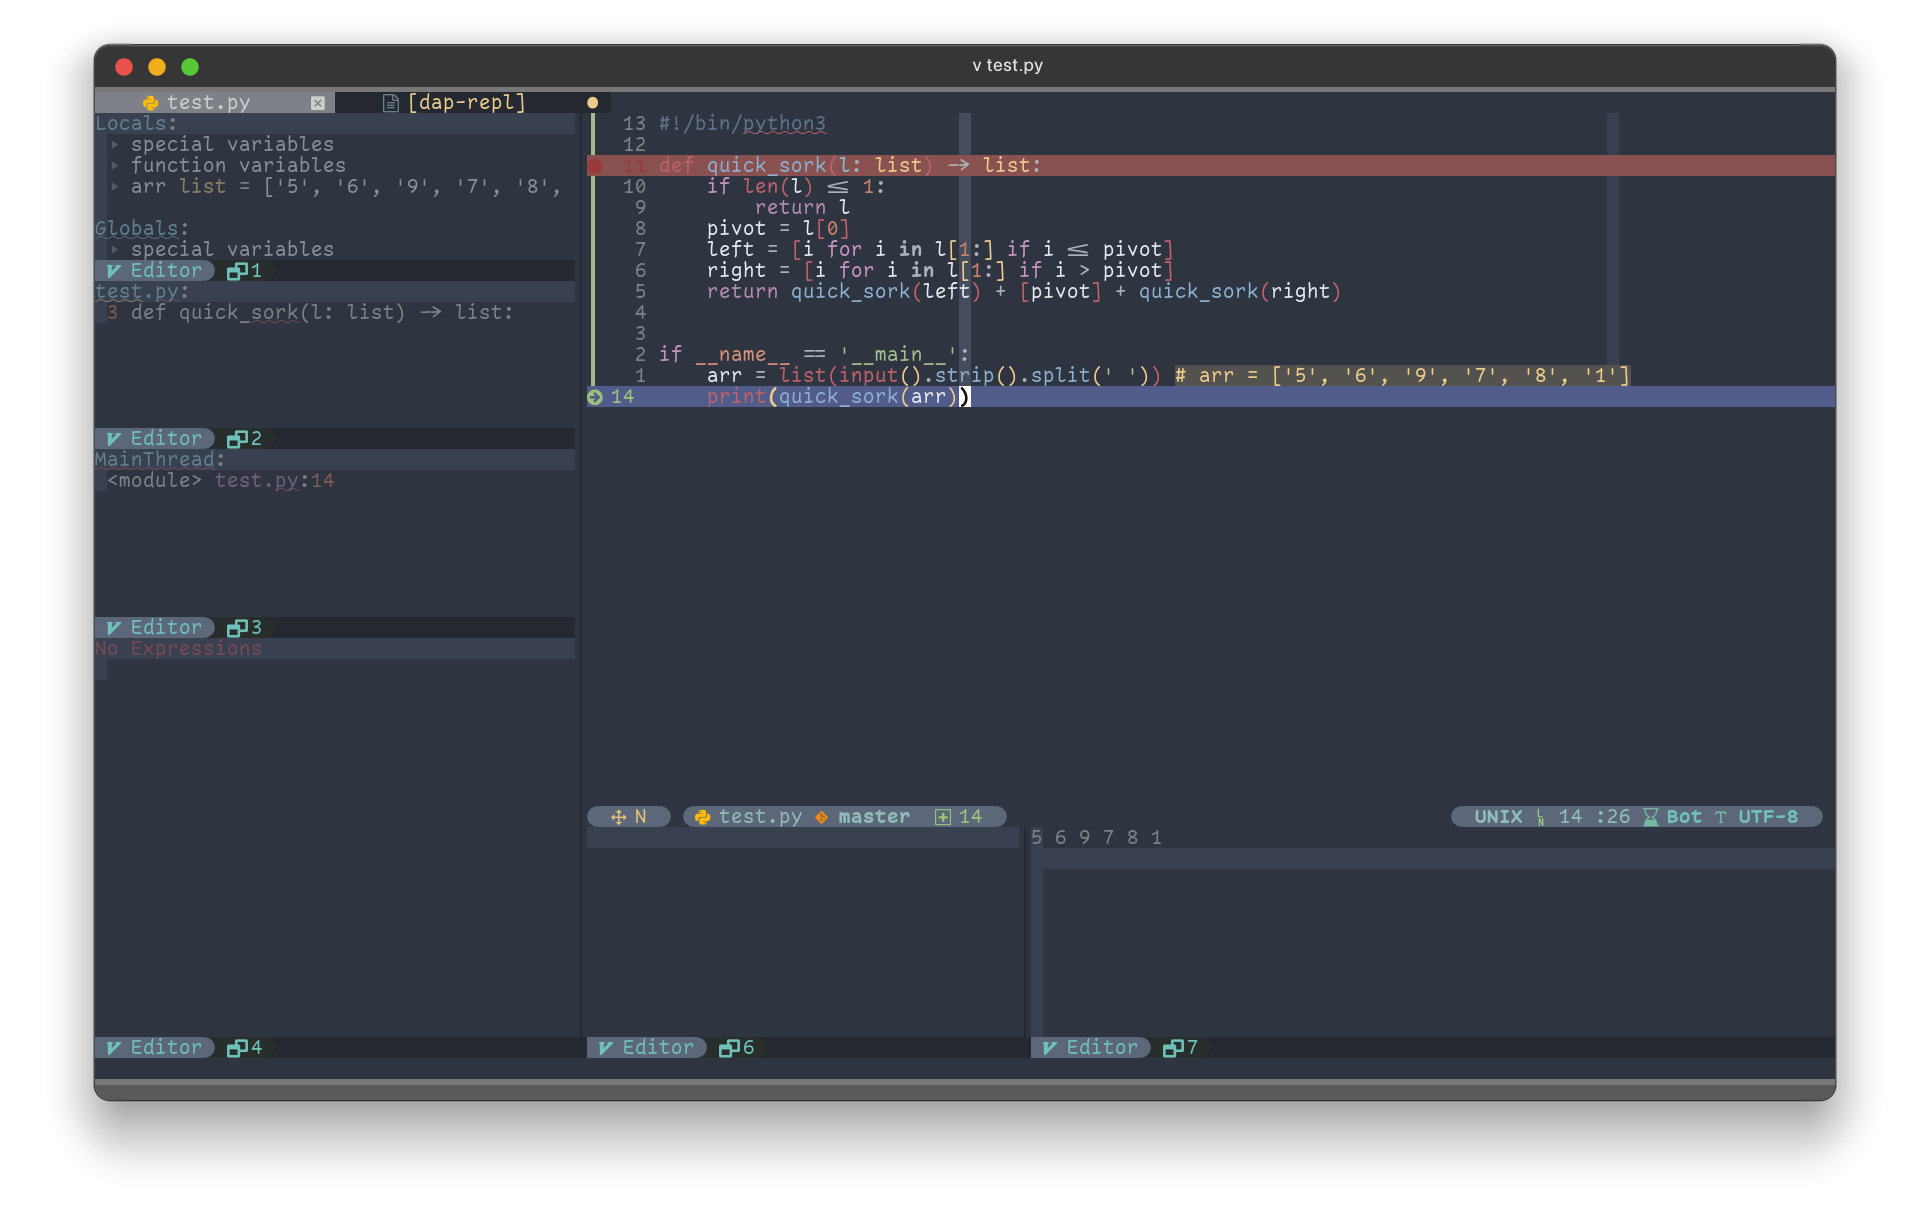 v test.py
test.py [dap-repl]
Locals:
special variables
function variables
arr list = ['5', '6', '9', '7', '8',
Globals:
special variables
Editor 1
test.py:
3 def quick_sork(l: list) → list:
Editor 2
MainThread:
<module> test.py:14
Editor 3
No Expressions
Editor 4
13 #!/bin/python3
12
11 def quick_sork(l: list) → list:
10 if len(l) ≤ 1:
9 return l
8 pivot = l[0]
7 left = [i for i in l[1:] if i ≤ pivot]
6 right = [i for i in l[1:] if i > pivot]
5 return quick_sork(left) + [pivot] + quick_sork(right)
4
3
2 if __name__ == '__main__':
1 arr = list(input().strip().split(' ')) # arr = ['5', '6', '9', '7', '8', '1']
14 print(quick_sork(arr))
N test.py master 14 UNIX LN 14 :26 Bot T UTF-8
5 6 9 7 8 1
Editor 6
Editor 7